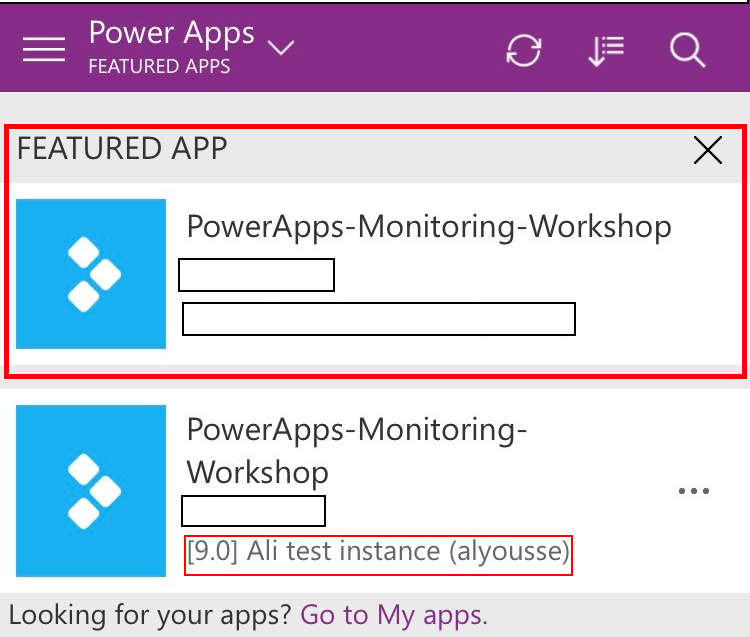 Power Apps
FEATURED APPS
FEATURED APP
PowerApps-Monitoring-Workshop
PowerApps-Monitoring-
Workshop
[9.0] Ali test instance (alyousse)
Looking for your apps? Go to My apps.